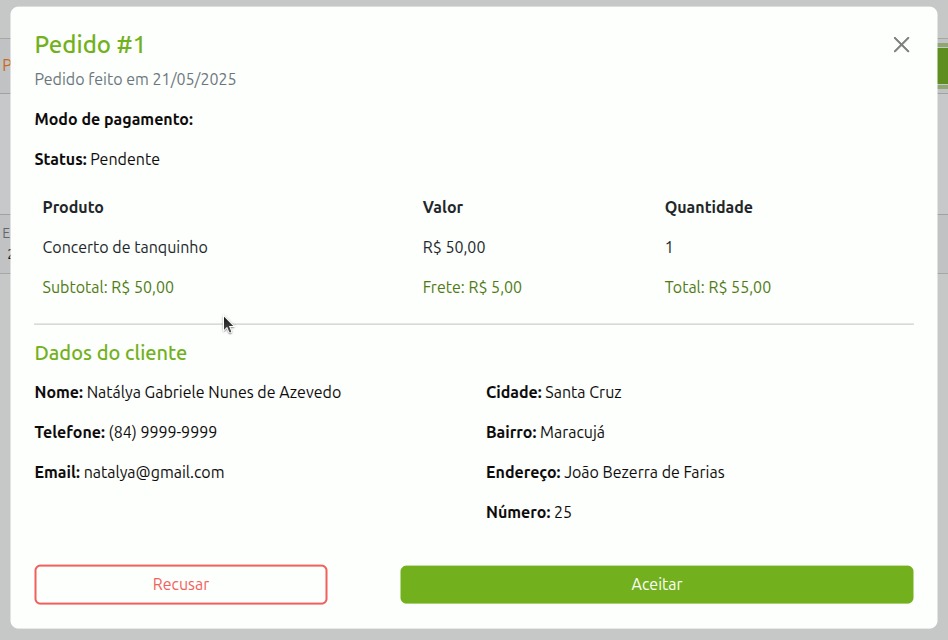 Pedido #1
Pedido feito em 21/05/2025
Modo de pagamento:
Status: Pendente
Produto Valor Quantidade
Concerto de tanquinho R$ 50,00 1
Subtotal: R$ 50,00 Frete: R$ 5,00 Total: R$ 55,00
Dados do cliente
Nome: Natálya Gabriele Nunes de Azevedo
Telefone: (84) 9999-9999
Email: natalya@gmail.com
Cidade: Santa Cruz
Bairro: Maracujá
Endereço: João Bezerra de Farias
Número: 25
Recusar Aceitar